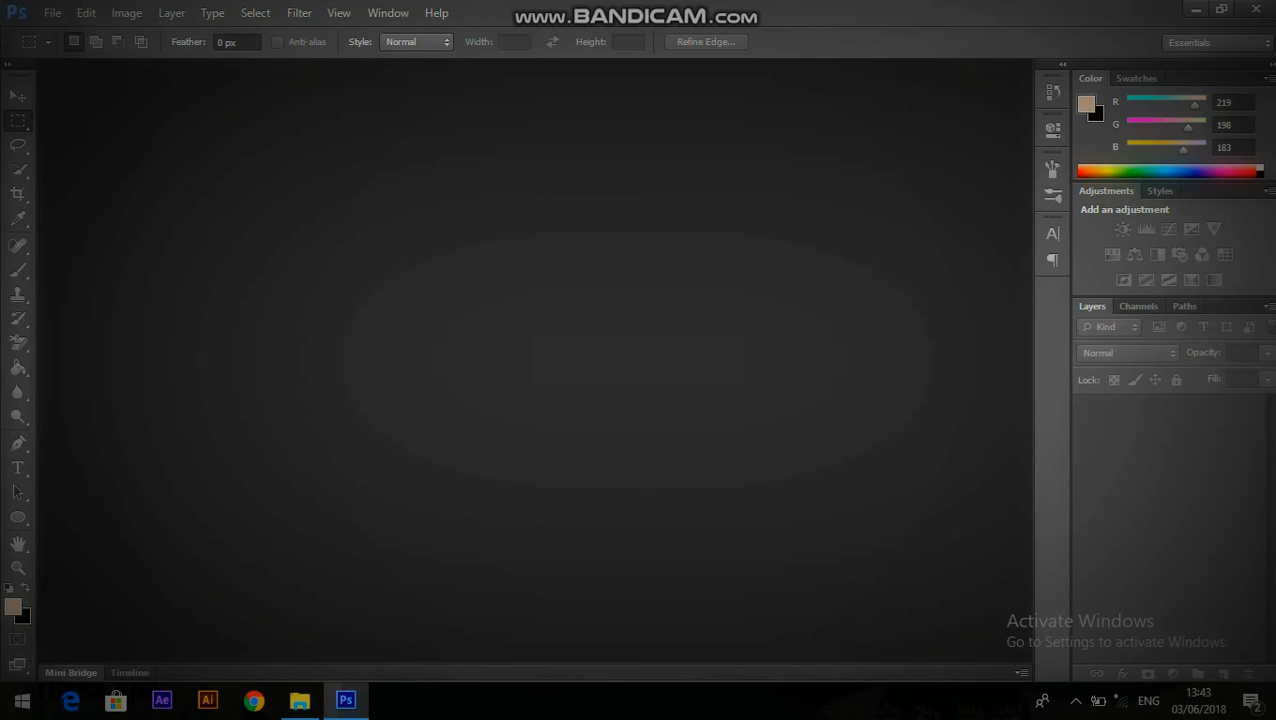 Ps File Edit Image Layer Type Select Filter View Window Help
www.BANDICAM.com
Feather: 0 px Anti-alias Style: Normal Width: Height: Refine Edge... Essentials
Color Swatches
R 219
G 198
B 183
Adjustments Styles
Add an adjustment
Layers Channels Paths
Kind
Normal Opacity:
Lock: Fill:
Activate Windows
Go to Settings to activate Windows.
Mini Bridge Timeline
Ae Ai Ps ENG 13:43
03/06/2018 2